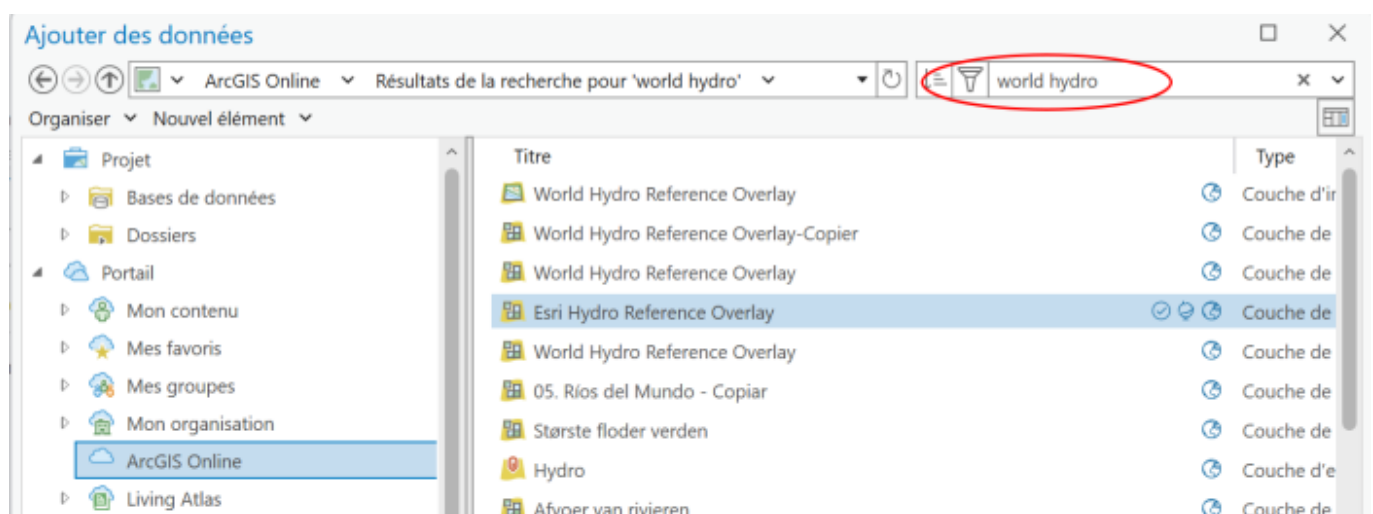 Ajouter des données
ArcGIS Online Résultats de la recherche pour 'world hydro' world hydro
Organiser Nouvel élément
Projet
Bases de données
Dossiers
Portail
Mon contenu
Mes favoris
Mes groupes
Mon organisation
ArcGIS Online
Living Atlas
Titre Type
World Hydro Reference Overlay Couche d'ir
World Hydro Reference Overlay-Copier Couche de
World Hydro Reference Overlay Couche de
Esri Hydro Reference Overlay Couche de
World Hydro Reference Overlay Couche de
05. Ríos del Mundo - Copiar Couche de
Største floder verden Couche de
Hydro Couche d'e
Afvoer van rivieren Couche de